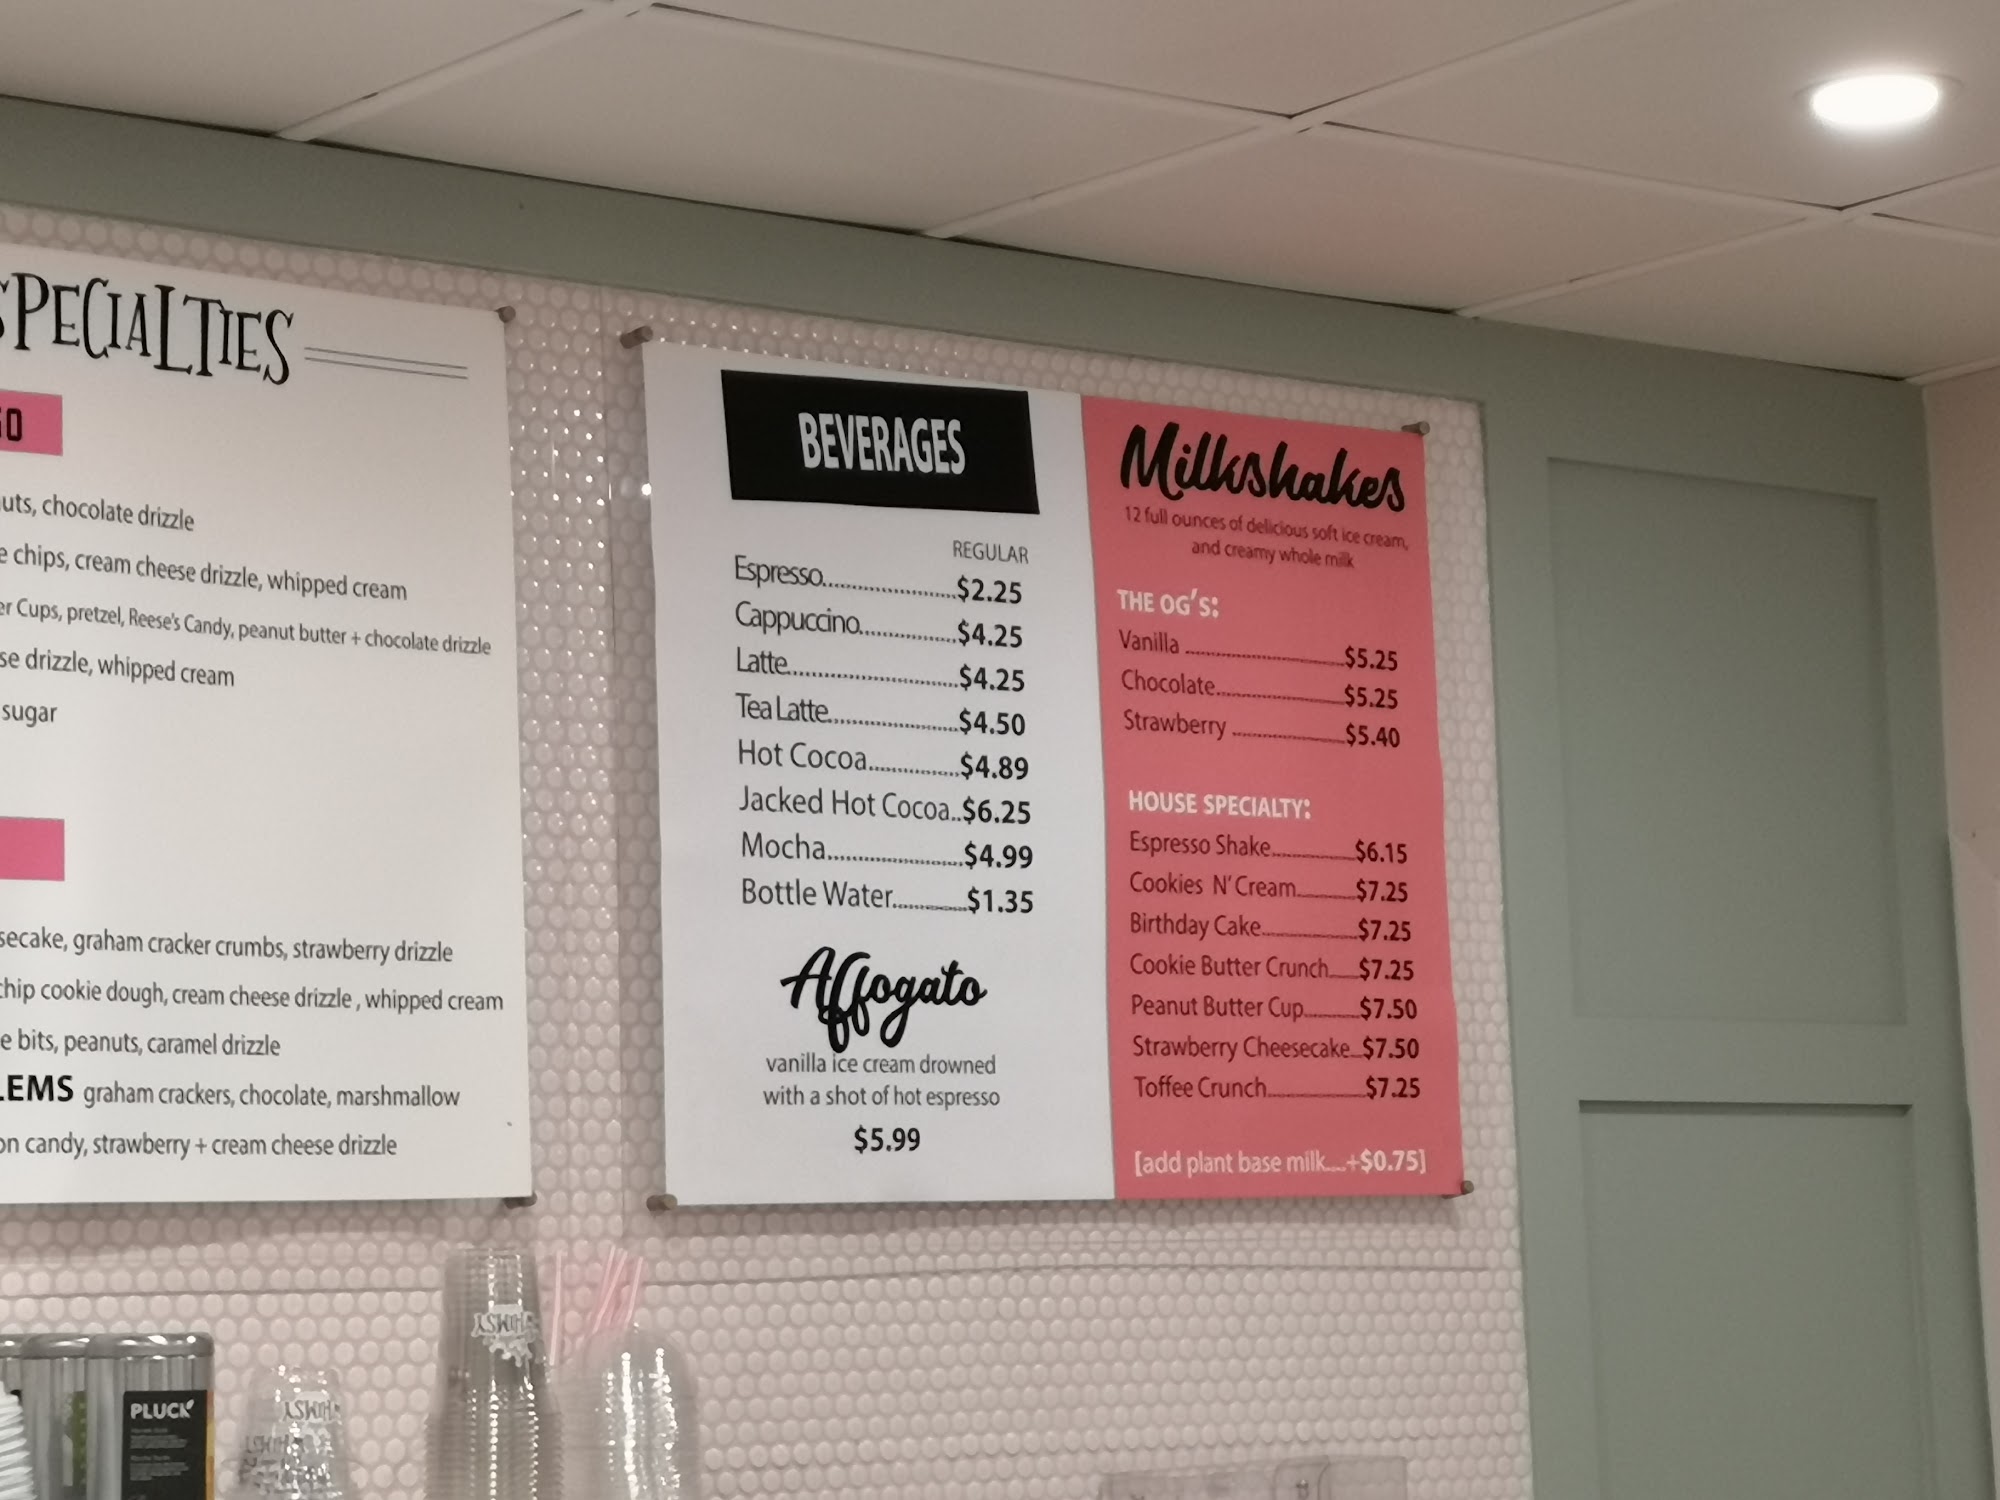 SPECIALTIES
uts, chocolate drizzle
e chips, cream cheese drizzle, whipped cream
er Cups, pretzel, Reese's Candy, peanut butter + chocolate drizzle
se drizzle, whipped cream
sugar
secake, graham cracker crumbs, strawberry drizzle
chip cookie dough, cream cheese drizzle, whipped cream
e bits, peanuts, caramel drizzle
LEMS graham crackers, chocolate, marshmallow
on candy, strawberry + cream cheese drizzle
BEVERAGES
REGULAR
Espresso.......................$2.25
Cappuccino.................$4.25
Latte.............................$4.25
Tea Latte......................$4.50
Hot Cocoa................$4.89
Jacked Hot Cocoa..$6.25
Mocha.......................$4.99
Bottle Water.............$1.35
Affogato
vanilla ice cream drowned
with a shot of hot espresso
$5.99
Milkshakes
12 full ounces of delicious soft ice cream,
and creamy whole milk
THE OG'S:
Vanilla ..............................$5.25
Chocolate........................$5.25
Strawberry .....................$5.40
HOUSE SPECIALTY:
Espresso Shake...............$6.15
Cookies N' Cream...........$7.25
Birthday Cake.................$7.25
Cookie Butter Crunch.....$7.25
Peanut Butter Cup..........$7.50
Strawberry Cheesecake..$7.50
Toffee Crunch.................$7.25
[add plant base milk....+$0.75]
PLUCK